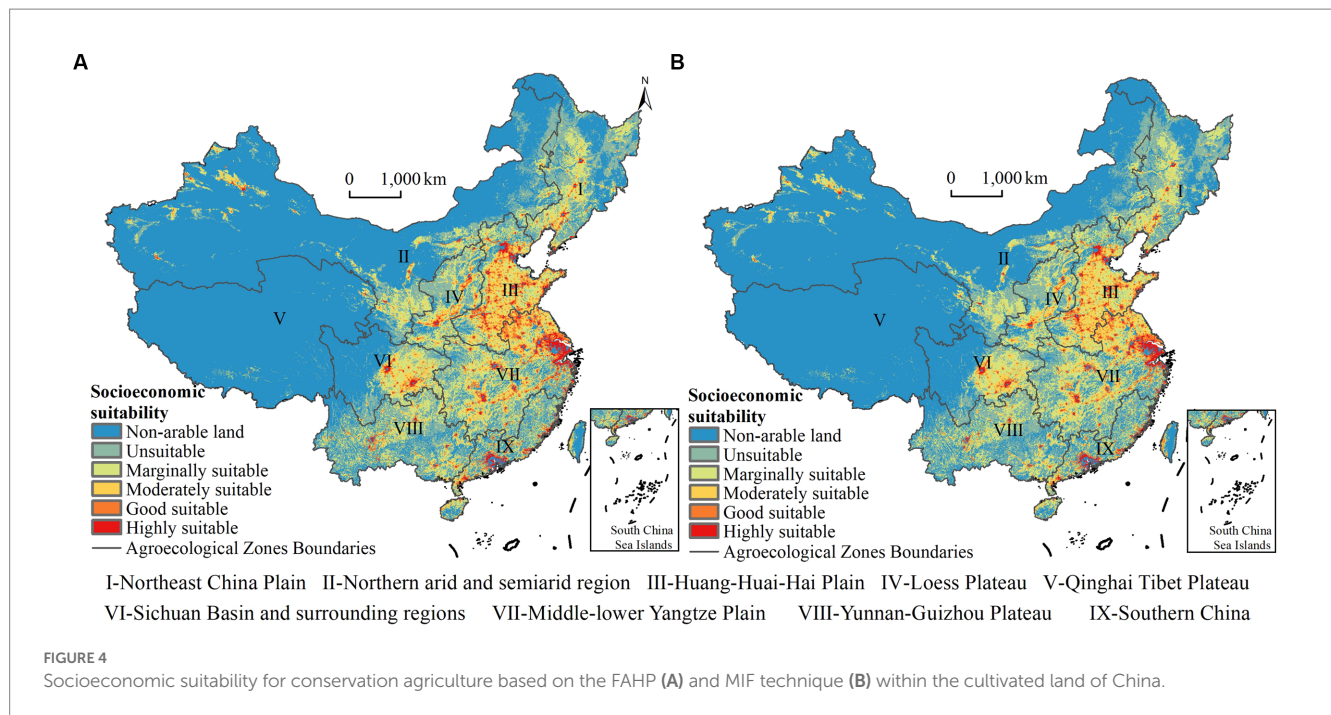 A
N
0 1,000 km
I
II
III
IV
V
VI
VII
VIII
IX
Socioeconomic
suitability
Non-arable land
Unsuitable
Marginally suitable
Moderately suitable
Good suitable
Highly suitable
Agroecological Zones Boundaries
South China
Sea Islands
B
0 1,000 km
I
II
III
IV
V
VI
VII
VIII
IX
Socioeconomic
suitability
Non-arable land
Unsuitable
Marginally suitable
Moderately suitable
Good suitable
Highly suitable
Agroecological Zones Boundaries
South China
Sea Islands
I-Northeast China Plain II-Northern arid and semiarid region III-Huang-Huai-Hai Plain IV-Loess Plateau V-Qinghai Tibet Plateau
VI-Sichuan Basin and surrounding regions VII-Middle-lower Yangtze Plain VIII-Yunnan-Guizhou Plateau IX-Southern China
FIGURE 4
Socioeconomic suitability for conservation agriculture based on the FAHP (A) and MIF technique (B) within the cultivated land of China.